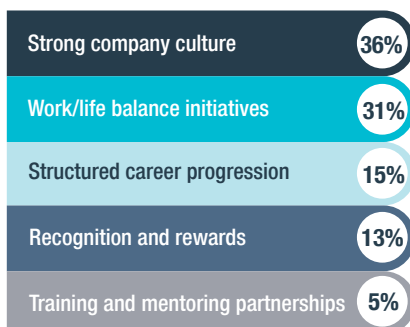 Strong company culture 36%
Work/life balance initiatives 31%
Structured career progression 15%
Recognition and rewards 13%
Training and mentoring partnerships 5%